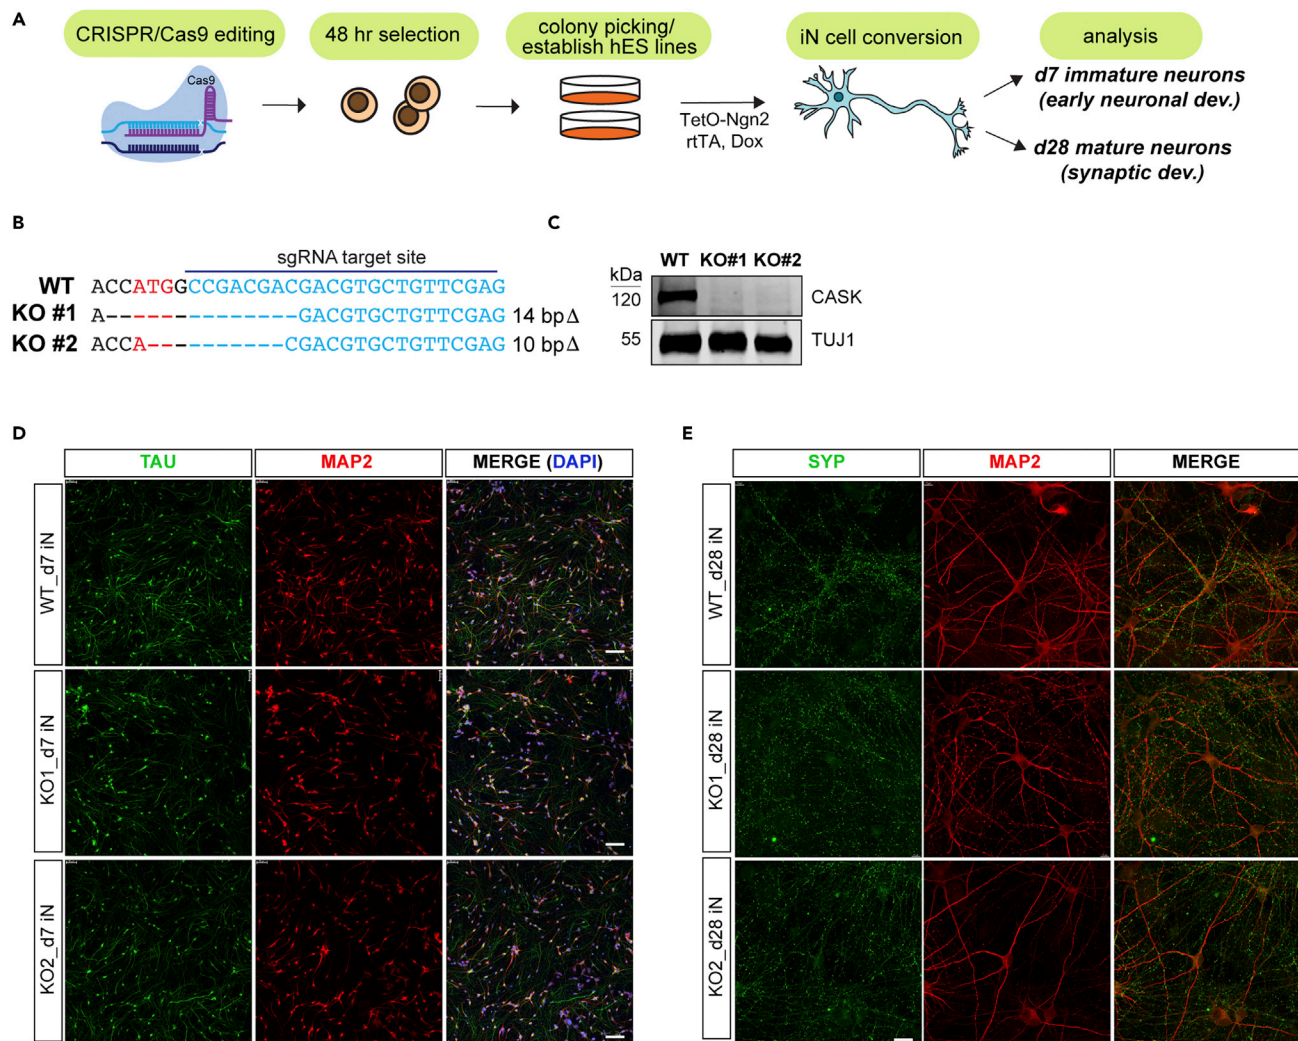 A
CRISPR/Cas9 editing
48 hr selection
colony picking/
establish hES lines
iN cell conversion
analysis
Cas9
TetO-Ngn2
rtTA, Dox
d7 immature neurons
(early neuronal dev.)
d28 mature neurons
(synaptic dev.)
B
sgRNA target site
WT ACCATGGCCGACGACGACGTGCTGTTCGAG
KO #1 A-------------------GACGTGCTGTTCGAG 14 bp Δ
KO #2 ACCA------------CGACGTGCTGTTCGAG 10 bp Δ
C
WT KO#1 KO#2
kDa
120 CASK
55 TUJ1
D
TAU MAP2 MERGE (DAPI)
WT_d7 iN
KO1_d7 iN
KO2_d7 iN
E
SYP MAP2 MERGE
WT_d28 iN
KO1_d28 iN
KO2_d28 iN